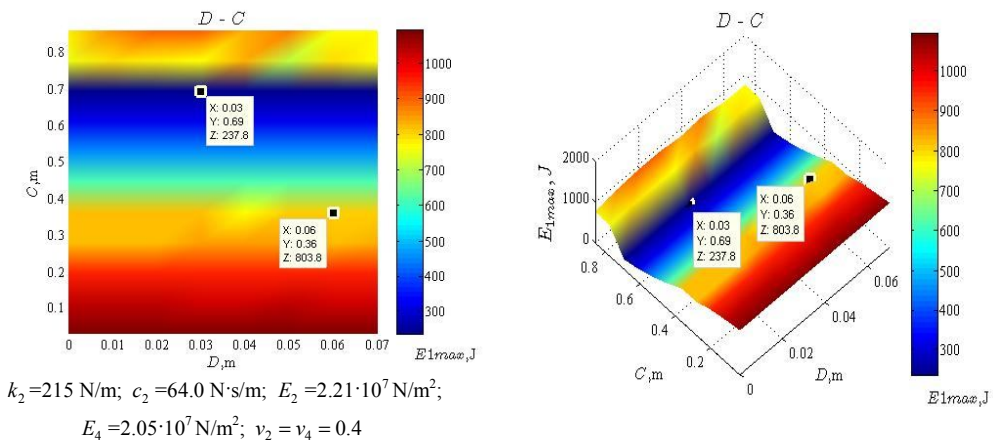 D - C
0.8
0.7
0.6
0.5
0.4
0.3
0.2
0.1
C,m
0
0.01
0.02
0.03
0.04
0.05
0.06
0.07
D,m
X: 0.03
Y: 0.69
Z: 237.8
X: 0.06
Y: 0.36
Z: 803.8
1000
900
800
700
600
500
400
300
E1max,J
D - C
2000
1000
0
E1max, J
0.8
0.6
0.4
0.2
C,m
0
0.02
0.04
0.06
D,m
X: 0.03
Y: 0.69
Z: 237.8
X: 0.06
Y: 0.36
Z: 803.8
1000
900
800
700
600
500
400
300
E1max,J
k₂ =215 N/m; c₂ =64.0 N·s/m; E₂ =2.21·10⁷ N/m²;
E₄ =2.05·10⁷ N/m²; ν₂ = ν₄ = 0.4